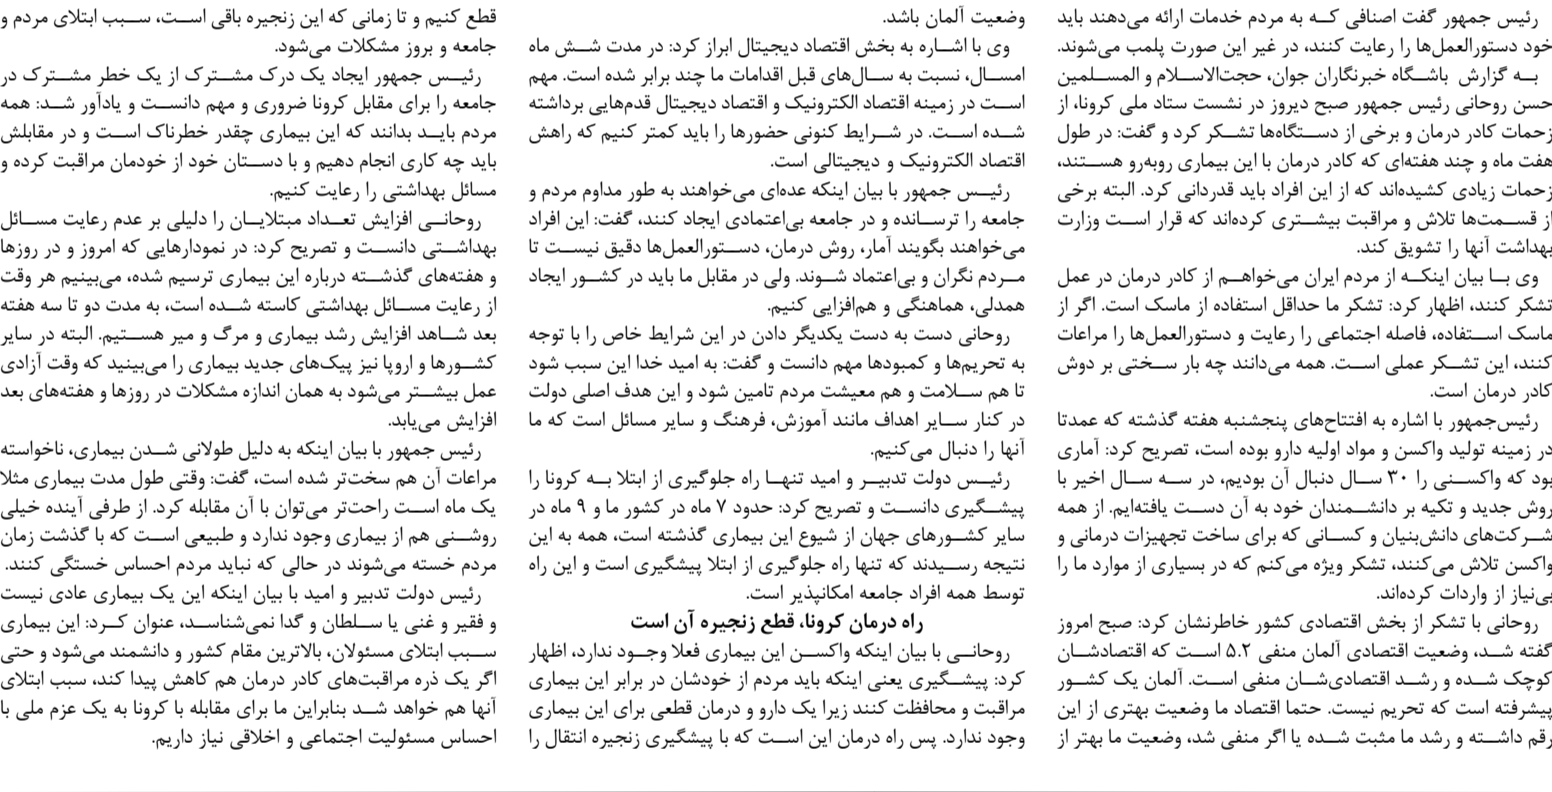 رئیس جمهور گفت اصنافی که به مردم خدمات ارائه می‌دهند باید
خود دستورالعمل‌ها را رعایت کنند، در غیر این صورت پلمب می‌شوند.
به گزارش باشگاه خبرنگاران جوان، حجت‌الاسلام و المسلمین
حسن روحانی رئیس جمهور صبح دیروز در نشست ستاد ملی کرونا، از
زحمات کادر درمان و برخی از دستگاه‌ها تشکر کرد و گفت: در طول
هفت ماه و چند هفته‌ای که کادر درمان با این بیماری روبه‌رو هستند،
زحمات زیادی کشیده‌اند که از این افراد باید قدردانی کرد. البته برخی
از قسمت‌ها تلاش و مراقبت بیشتری کرده‌اند که قرار است وزارت
بهداشت آنها را تشویق کند.
وی با بیان اینکه از مردم ایران می‌خواهم از کادر درمان در عمل
تشکر کنند، اظهار کرد: تشکر ما حداقل استفاده از ماسک است. اگر از
ماسک استفاده، فاصله اجتماعی را رعایت و دستورالعمل‌ها را مراعات
کنند، این تشکر عملی است. همه می‌دانند چه بار سختی بر دوش
کادر درمان است.
رئیس‌جمهور با اشاره به افتتاح‌های پنجشنبه هفته گذشته که عمدتا
در زمینه تولید واکسن و مواد اولیه دارو بوده است، تصریح کرد: آماری
بود که واکسنی را ۳۰ سال دنبال آن بودیم، در سه سال اخیر با
روش جدید و تکیه بر دانشمندان خود به آن دست یافته‌ایم. از همه
شرکت‌های دانش‌بنیان و کسانی که برای ساخت تجهیزات درمانی و
واکسن تلاش می‌کنند، تشکر ویژه می‌کنم که در بسیاری از موارد ما را
بی‌نیاز از واردات کرده‌اند.
روحانی با تشکر از بخش اقتصادی کشور خاطرنشان کرد: صبح امروز
گفته شد، وضعیت اقتصادی آلمان منفی ۵.۲ است که اقتصادشان
کوچک شده و رشد اقتصادی‌شان منفی است. آلمان یک کشور
پیشرفته است که تحریم نیست. حتما اقتصاد ما وضعیت بهتری از این
رقم داشته و رشد ما مثبت شده یا اگر منفی شد، وضعیت ما بهتر از
وضعیت آلمان باشد.
وی با اشاره به بخش اقتصاد دیجیتال ابراز کرد: در مدت شش ماه
امسال، نسبت به سال‌های قبل اقدامات ما چند برابر شده است. مهم
است در زمینه اقتصاد الکترونیک و اقتصاد دیجیتال قدم‌هایی برداشته
شده است. در شرایط کنونی حضورها را باید کمتر کنیم که راهش
اقتصاد الکترونیک و دیجیتالی است.
رئیس جمهور با بیان اینکه عده‌ای می‌خواهند به طور مداوم مردم و
جامعه را ترسانده و در جامعه بی‌اعتمادی ایجاد کنند، گفت: این افراد
می‌خواهند بگویند آمار، روش درمان، دستورالعمل‌ها دقیق نیست تا
مردم نگران و بی‌اعتماد شوند. ولی در مقابل ما باید در کشور ایجاد
همدلی، هماهنگی و هم‌افزایی کنیم.
روحانی دست به دست یکدیگر دادن در این شرایط خاص را با توجه
به تحریم‌ها و کمبودها مهم دانست و گفت: به امید خدا این سبب شود
تا هم سلامت و هم معیشت مردم تامین شود و این هدف اصلی دولت
در کنار سایر اهداف مانند آموزش، فرهنگ و سایر مسائل است که ما
آنها را دنبال می‌کنیم.
رئیس دولت تدبیر و امید تنها راه جلوگیری از ابتلا به کرونا را
پیشگیری دانست و تصریح کرد: حدود ۷ ماه در کشور ما و ۹ ماه در
سایر کشورهای جهان از شیوع این بیماری گذشته است، همه به این
نتیجه رسیدند که تنها راه جلوگیری از ابتلا پیشگیری است و این راه
توسط همه افراد جامعه امکانپذیر است.
راه درمان کرونا، قطع زنجیره آن است
روحانی با بیان اینکه واکسن این بیماری فعلا وجود ندارد، اظهار
کرد: پیشگیری یعنی اینکه باید مردم از خودشان در برابر این بیماری
مراقبت و محافظت کنند زیرا یک دارو و درمان قطعی برای این بیماری
وجود ندارد. پس راه درمان این است که با پیشگیری زنجیره انتقال را
قطع کنیم و تا زمانی که این زنجیره باقی است، سبب ابتلای مردم و
جامعه و بروز مشکلات می‌شود.
رئیس جمهور ایجاد یک درک مشترک از یک خطر مشترک در
جامعه را برای مقابل کرونا ضروری و مهم دانست و یادآور شد: همه
مردم باید بدانند که این بیماری چقدر خطرناک است و در مقابلش
باید چه کاری انجام دهیم و با دستان خود از خودمان مراقبت کرده و
مسائل بهداشتی را رعایت کنیم.
روحانی افزایش تعداد مبتلایان را دلیلی بر عدم رعایت مسائل
بهداشتی دانست و تصریح کرد: در نمودارهایی که امروز و در روزها
و هفته‌های گذشته درباره این بیماری ترسیم شده، می‌بینیم هر وقت
از رعایت مسائل بهداشتی کاسته شده است، به مدت دو تا سه هفته
بعد شاهد افزایش رشد بیماری و مرگ و میر هستیم. البته در سایر
کشورها و اروپا نیز پیک‌های جدید بیماری را می‌بینید که وقت آزادی
عمل بیشتر می‌شود به همان اندازه مشکلات در روزها و هفته‌های بعد
افزایش می‌یابد.
رئیس جمهور با بیان اینکه به دلیل طولانی شدن بیماری، ناخواسته
مراعات آن هم سخت‌تر شده است، گفت: وقتی طول مدت بیماری مثلا
یک ماه است راحت‌تر می‌توان با آن مقابله کرد. از طرفی آینده خیلی
روشنی هم از بیماری وجود ندارد و طبیعی است که با گذشت زمان
مردم خسته می‌شوند در حالی که نباید مردم احساس خستگی کنند.
رئیس دولت تدبیر و امید با بیان اینکه این یک بیماری عادی نیست
و فقیر و غنی یا سلطان و گدا نمی‌شناسد، عنوان کرد: این بیماری
سبب ابتلای مسئولان، بالاترین مقام کشور و دانشمند می‌شود و حتی
اگر یک ذره مراقبت‌های کادر درمان هم کاهش پیدا کند، سبب ابتلای
آنها هم خواهد شد بنابراین ما برای مقابله با کرونا به یک عزم ملی با
احساس مسئولیت اجتماعی و اخلاقی نیاز داریم.